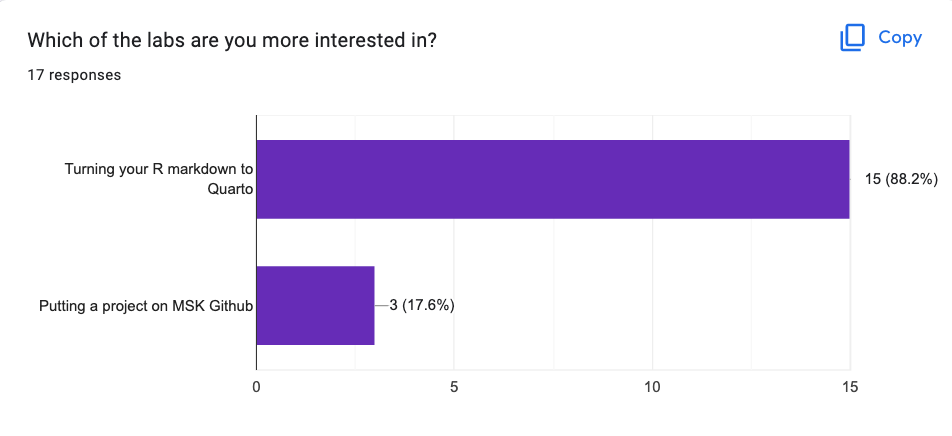 Which of the labs are you more interested in?
Copy
17 responses
Turning your R markdown to
Quarto
15 (88.2%)
Putting a project on MSK Github
3 (17.6%)
0
5
10
15